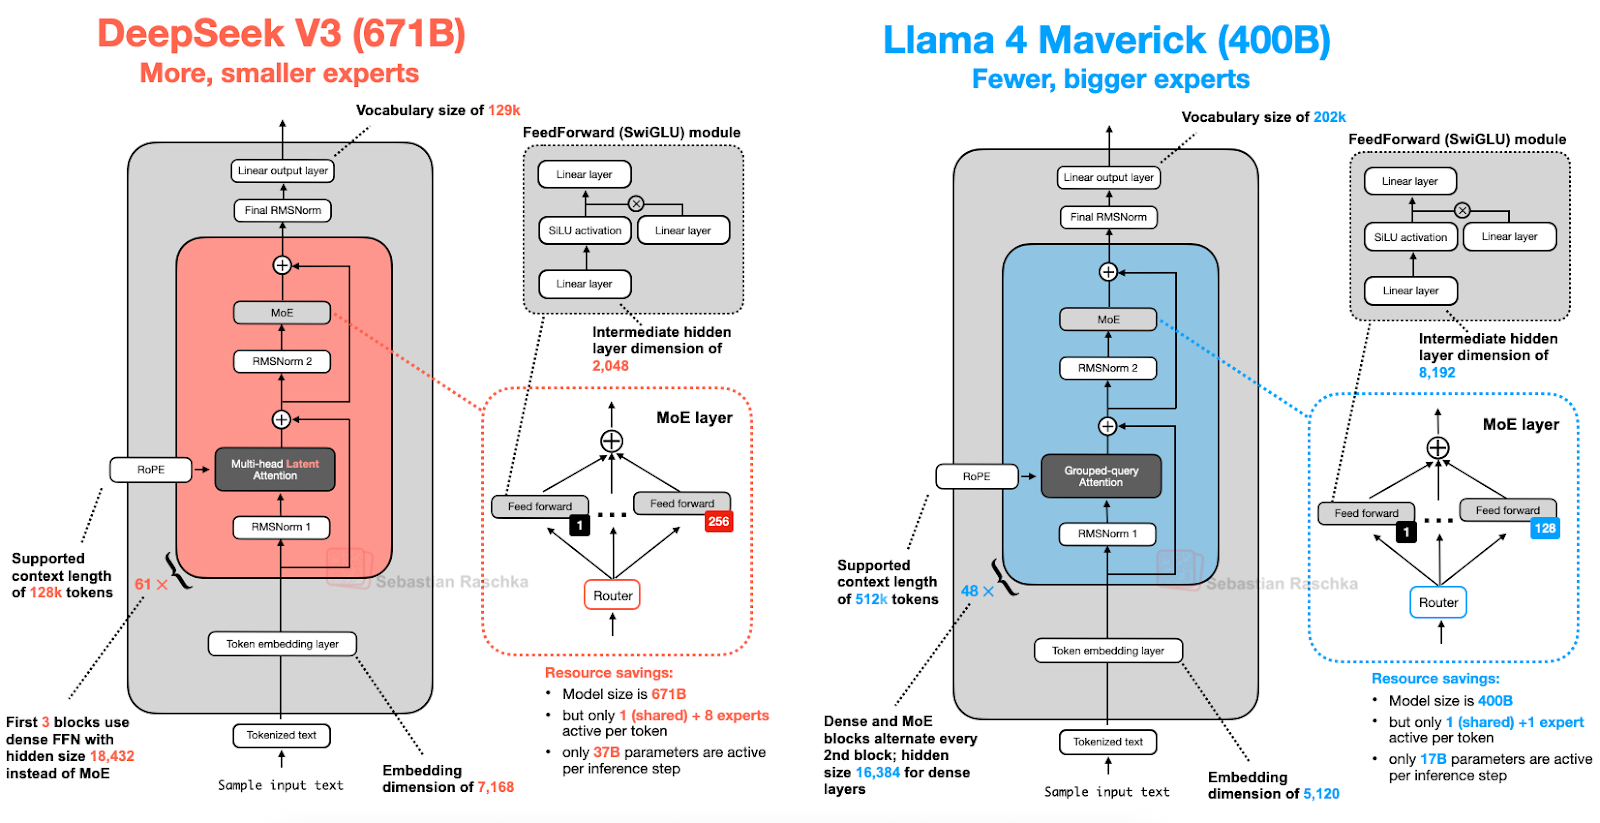 DeepSeek V3 (671B)
More, smaller experts
Vocabulary size of 129k
FeedForward (SwiGLU) module
Linear output layer
Linear layer
Final RMSNorm
SiLU activation
Linear layer
Linear layer
MoE
Intermediate hidden
layer dimension of
2,048
RMSNorm 2
MoE layer
RoPE
Multi-head Latent
Attention
Feed forward
1
Feed forward
256
RMSNorm 1
Supported
context length
of 128k tokens
61 ×
Sebastian Raschka
Router
Token embedding layer
Resource savings:
• Model size is 671B
• but only 1 (shared) + 8 experts
active per token
• only 37B parameters are active
per inference step
First 3 blocks use
dense FFN with
hidden size 18,432
instead of MoE
Tokenized text
Sample input text
Embedding
dimension of 7,168
Llama 4 Maverick (400B)
Fewer, bigger experts
Vocabulary size of 202k
FeedForward (SwiGLU) module
Linear output layer
Linear layer
Final RMSNorm
SiLU activation
Linear layer
Linear layer
MoE
Intermediate hidden
layer dimension of
8,192
RMSNorm 2
MoE layer
RoPE
Grouped-query
Attention
Feed forward
1
Feed forward
128
RMSNorm 1
Supported
context length
of 512k tokens
48 ×
Sebastian Raschka
Router
Token embedding layer
Resource savings:
• Model size is 400B
• but only 1 (shared) +1 expert
active per token
• only 17B parameters are active
per inference step
Dense and MoE
blocks alternate every
2nd block; hidden
size 16,384 for dense
layers
Tokenized text
Sample input text
Embedding
dimension of 5,120